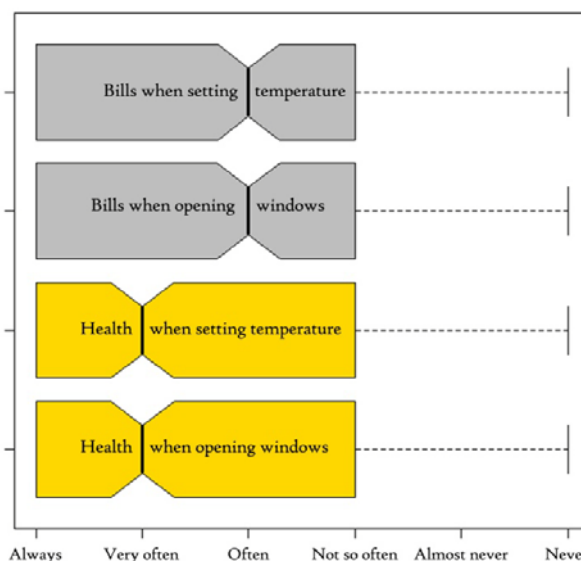 Bills when setting temperature
Bills when opening windows
Health when setting temperature
Health when opening windows
Always Very often Often Not so often Almost never Neve